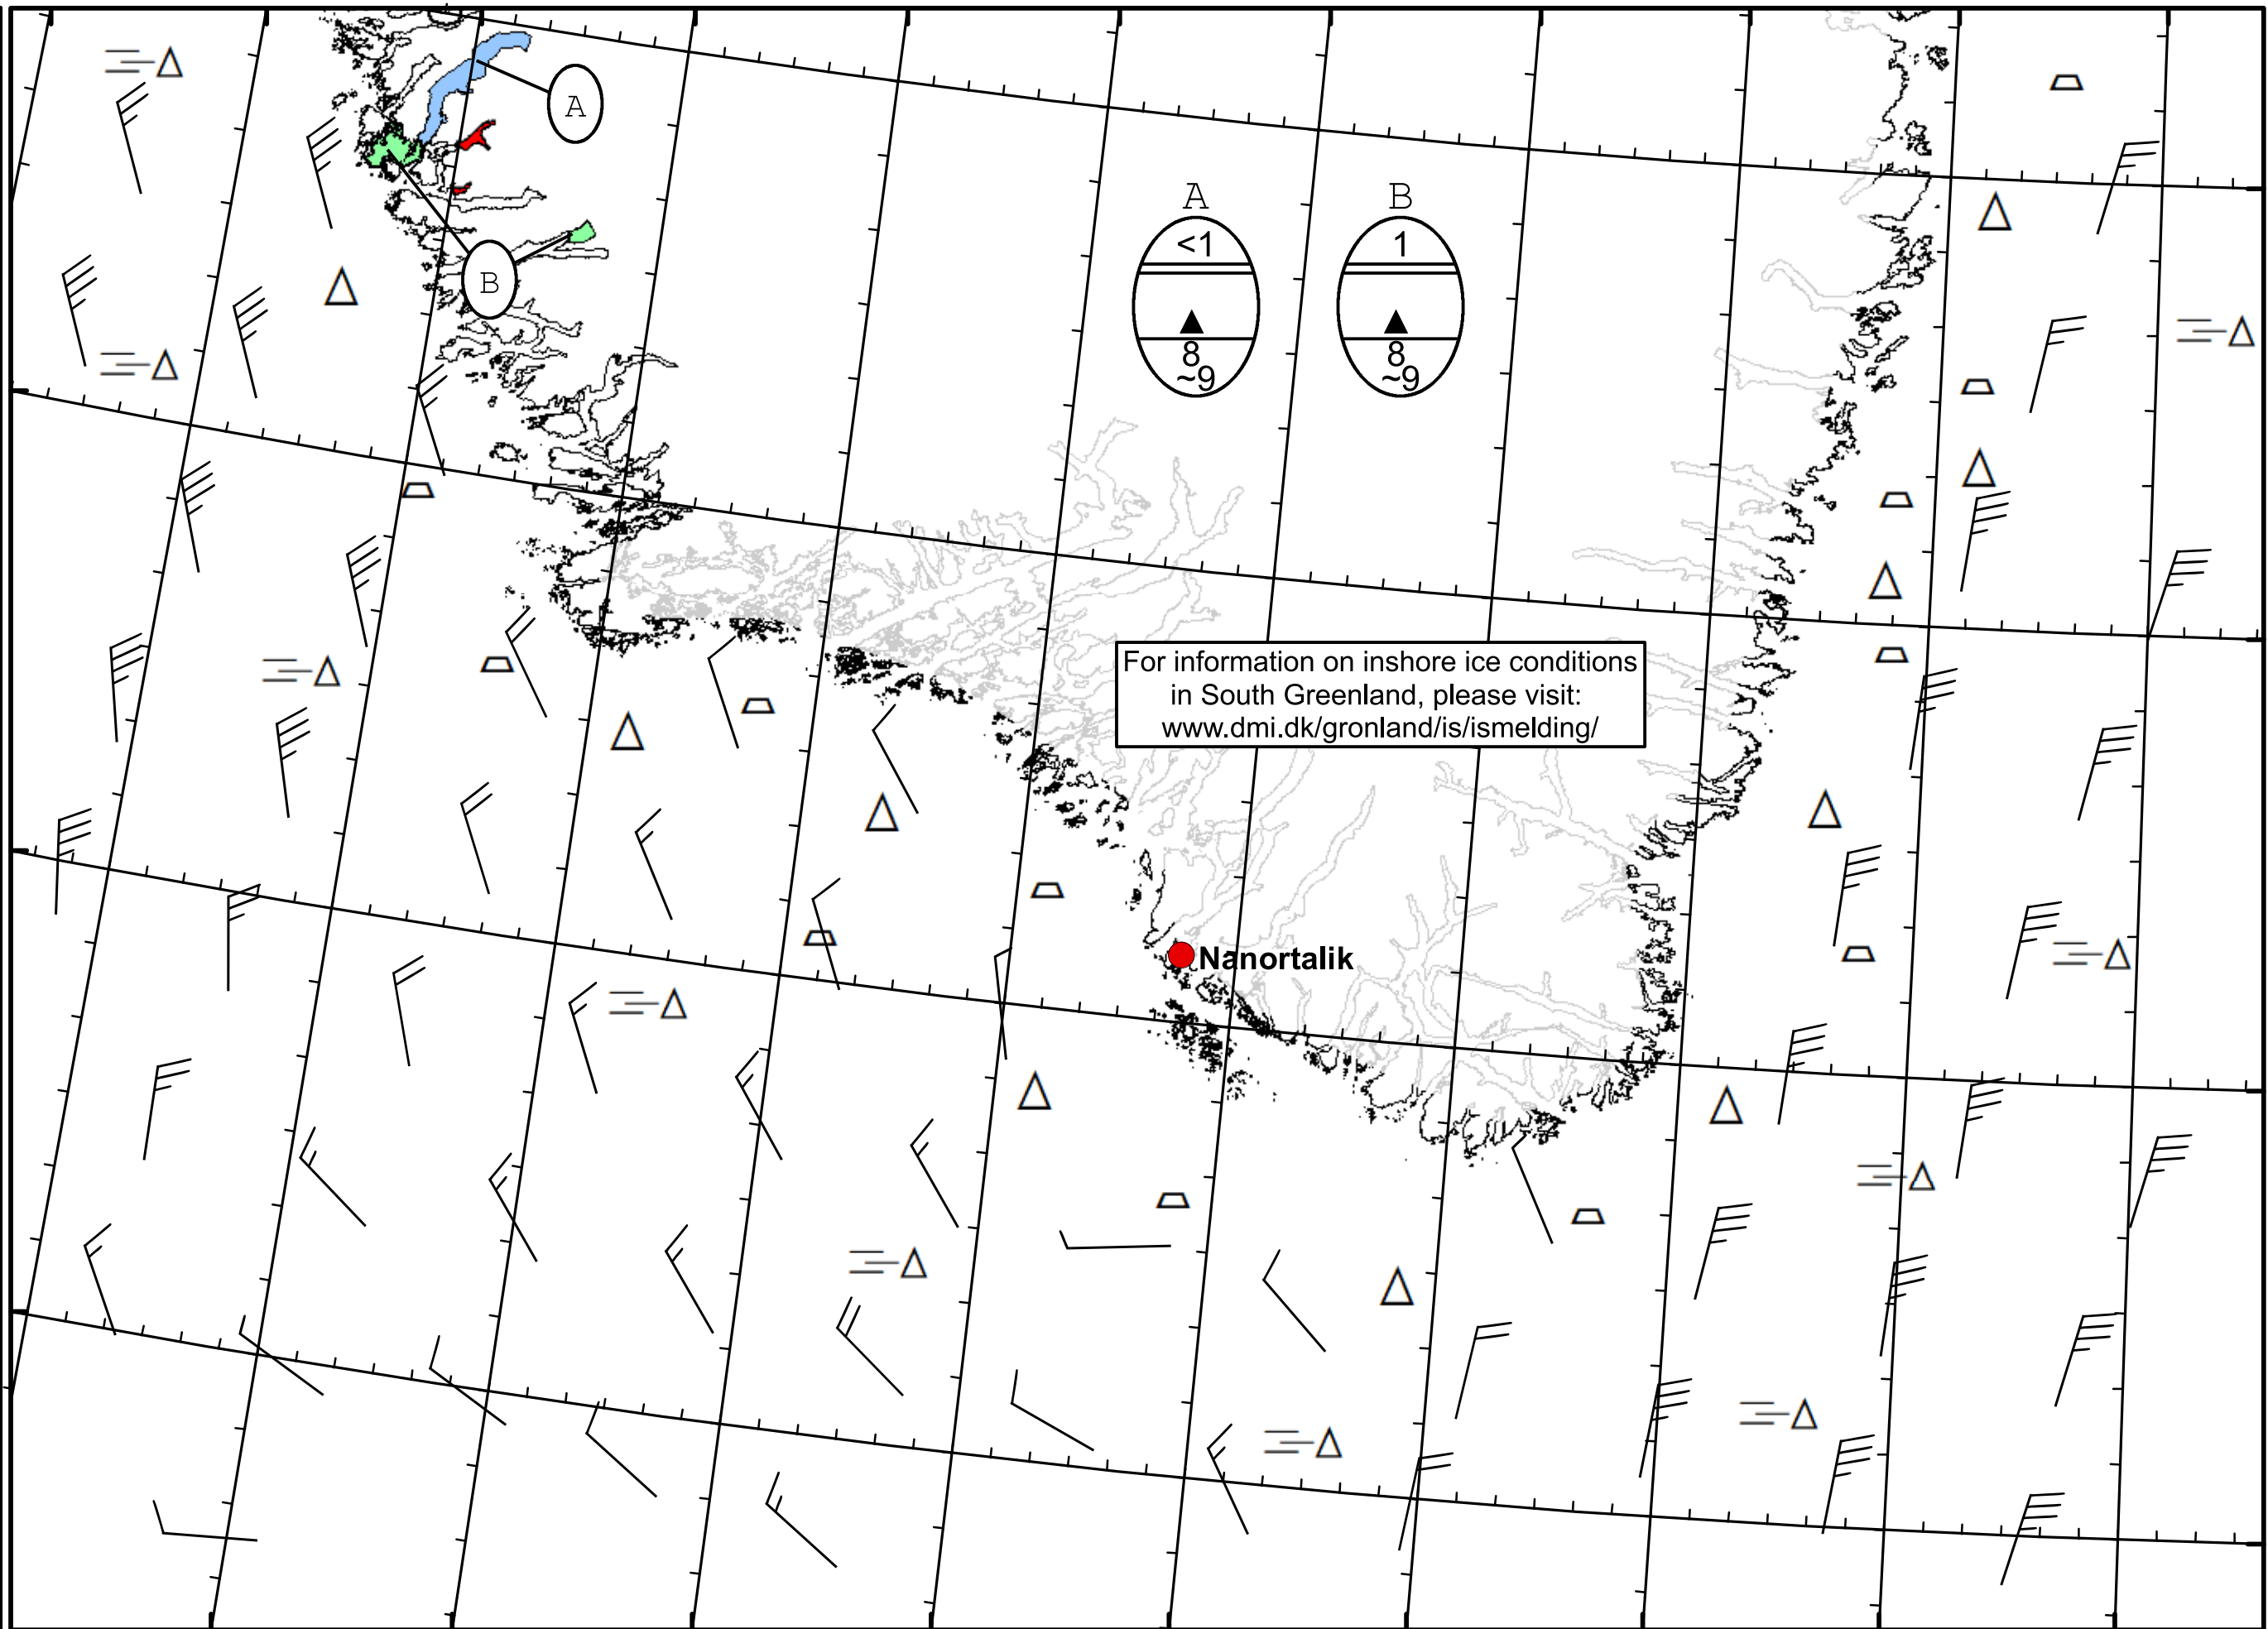 A
B
A
<1
8
~9
B
1
8
~9
For information on inshore ice conditions
in South Greenland, please visit:
www.dmi.dk/gronland/is/ismelding/
Nanortalik